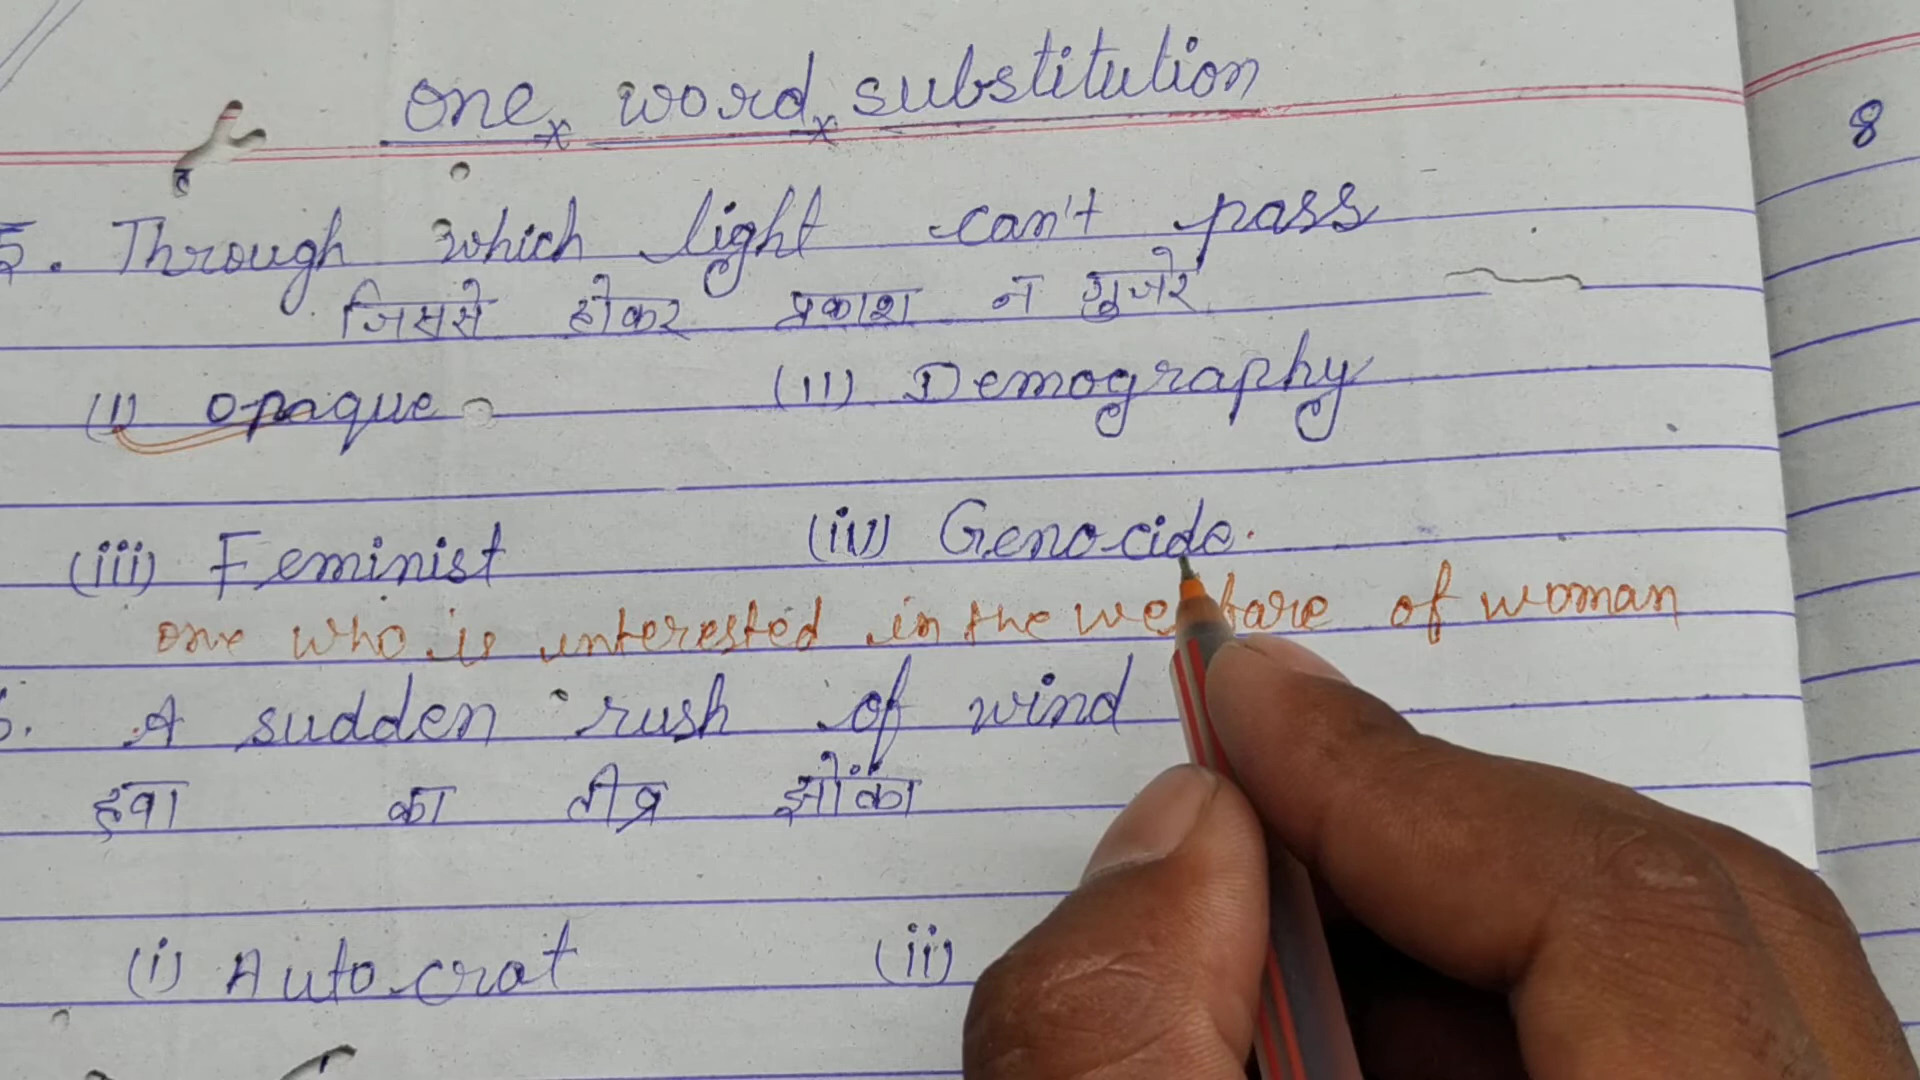 one word substitution
8
5. Through which light can't pass
जिससे होकर प्रकाश न गुजरे
(i) opaque (ii) Demography
(iii) Feminist (iv) Genocide.
one who is interested in the welfare of woman
6. A sudden rush of wind
हवा का तीव्र झोंका
(i) Autocrat (ii)